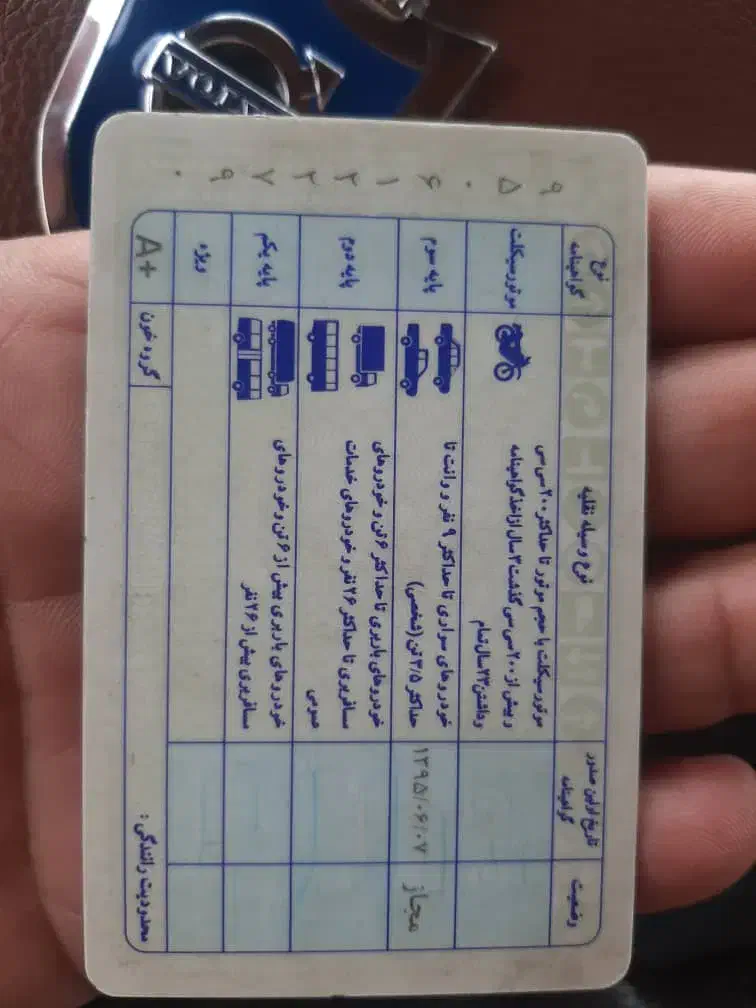 VOLV
۹۵۰۶۱۲۲۷۹۰
نوع گواهینامه
نوع وسیله نقلیه
تاریخ اولین صدور گواهینامه
وضعیت
موتورسیکلت
موتورسیکلت با حجم موتور تا حداکثر ۲۰۰ سی سی
و بیش از ۲۰۰ سی سی گذشت ۳ سال از اخذ گواهینامه
و داشتن ۲۳ سال تمام
پایه سوم
خودروهای سواری تا حداکثر ۹ نفر و وانت تا
حداکثر ۳/۵ تن (شخصی)
۱۳۹۵/۰۶/۰۷
مجاز
پایه دوم
خودروهای باربری تا حداکثر ۶ تن و خودروهای
مسافربری تا حداکثر ۲۶ نفر و خودروهای خدمات
عمومی
پایه یکم
خودروهای باربری بیش از ۶ تن و خودروهای
مسافربری بیش از ۲۶ نفر
ویژه
A+
گروه خون
محدودیت رانندگی :